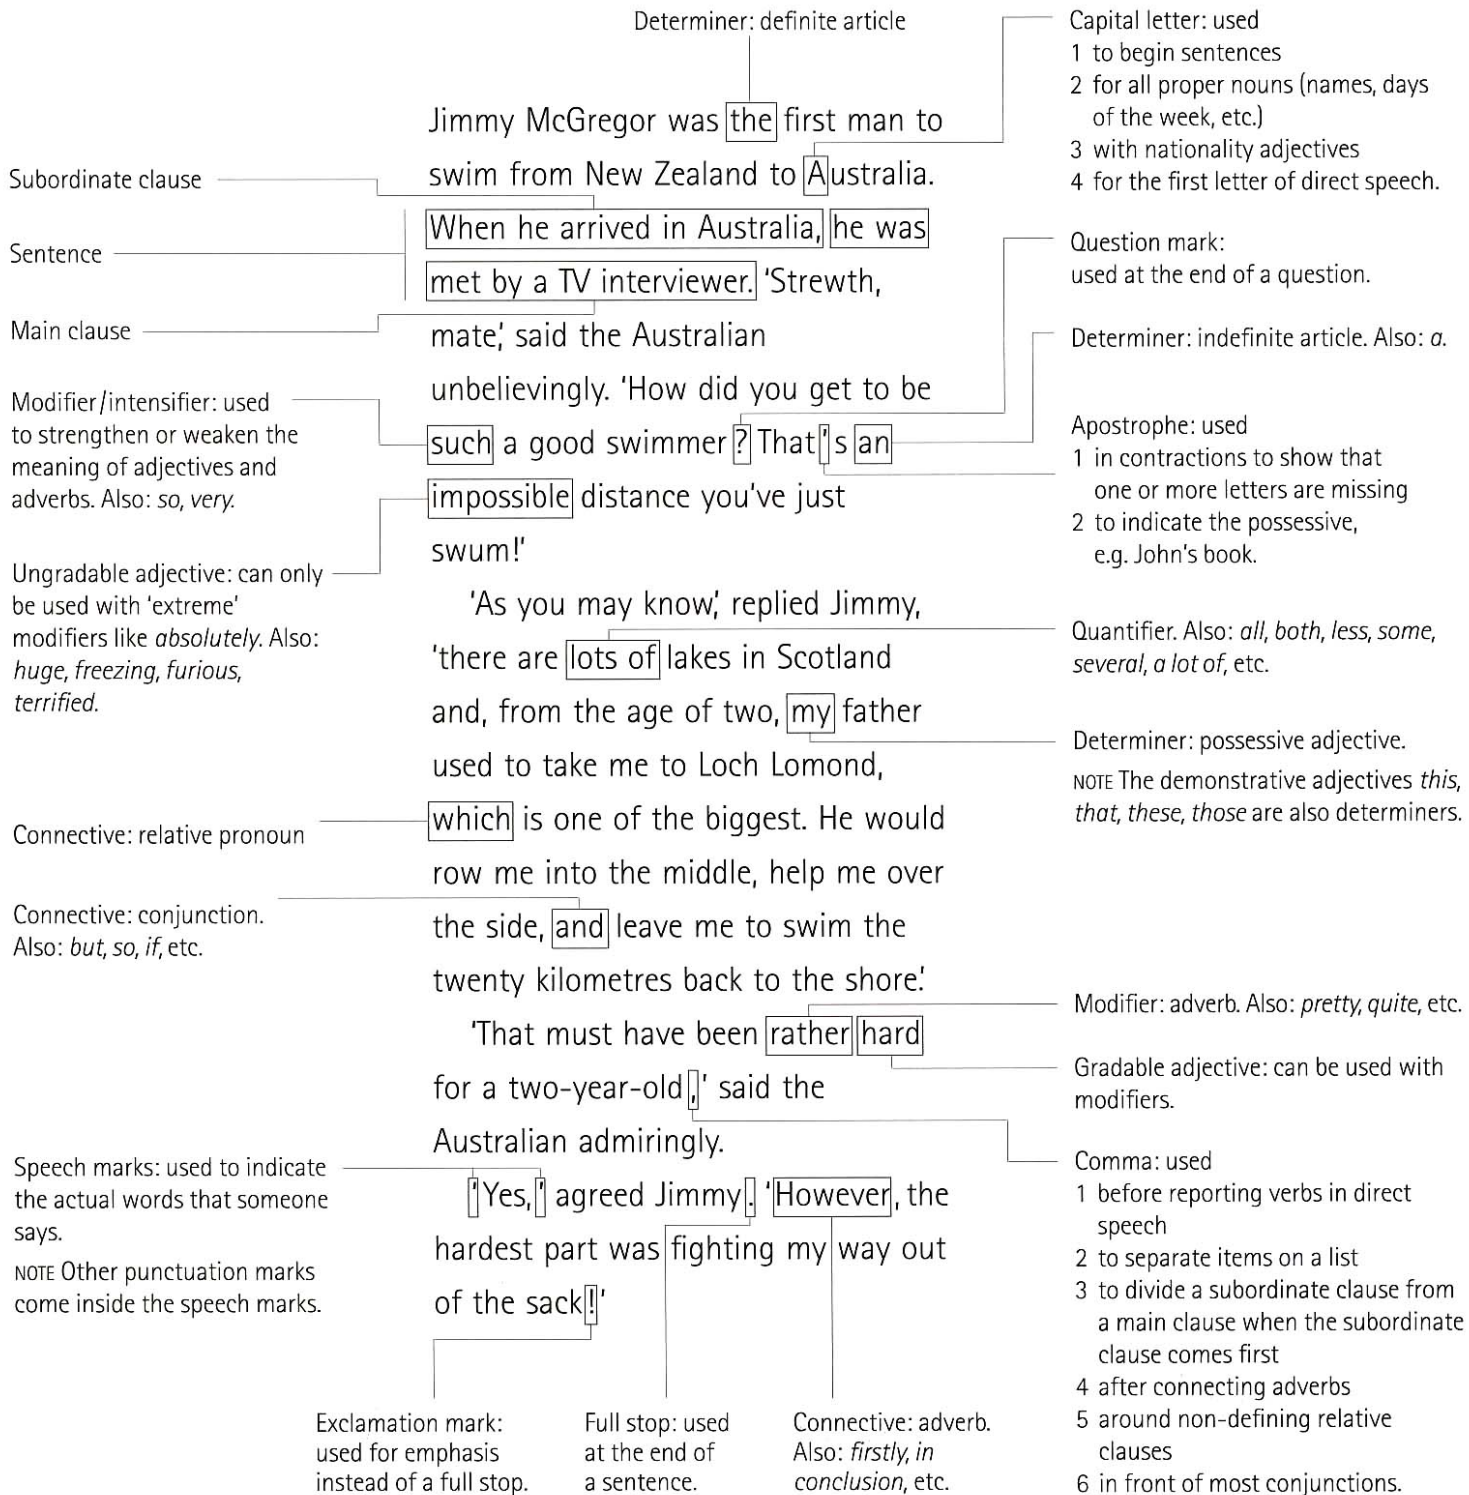 Determiner: definite article
Jimmy McGregor was the first man to
swim from New Zealand to Australia.
When he arrived in Australia, he was
met by a TV interviewer. 'Strewth,
mate,' said the Australian
unbelievingly. 'How did you get to be
such a good swimmer? That's an
impossible distance you've just
swum!'
'As you may know,' replied Jimmy,
'there are lots of lakes in Scotland
and, from the age of two, my father
used to take me to Loch Lomond,
which is one of the biggest. He would
row me into the middle, help me over
the side, and leave me to swim the
twenty kilometres back to the shore.'
'That must have been rather hard
for a two-year-old,' said the
Australian admiringly.
'Yes,' agreed Jimmy. 'However, the
hardest part was fighting my way out
of the sack!'
Subordinate clause
Sentence
Main clause
Modifier/intensifier: used
to strengthen or weaken the
meaning of adjectives and
adverbs. Also: so, very.
Ungradable adjective: can only
be used with 'extreme'
modifiers like absolutely. Also:
huge, freezing, furious,
terrified.
Connective: relative pronoun
Connective: conjunction.
Also: but, so, if, etc.
Speech marks: used to indicate
the actual words that someone
says.
NOTE Other punctuation marks
come inside the speech marks.
Capital letter: used
1 to begin sentences
2 for all proper nouns (names, days
of the week, etc.)
3 with nationality adjectives
4 for the first letter of direct speech.
Question mark:
used at the end of a question.
Determiner: indefinite article. Also: a.
Apostrophe: used
1 in contractions to show that
one or more letters are missing
2 to indicate the possessive,
e.g. John's book.
Quantifier. Also: all, both, less, some,
several, a lot of, etc.
Determiner: possessive adjective.
NOTE The demonstrative adjectives this,
that, these, those are also determiners.
Modifier: adverb. Also: pretty, quite, etc.
Gradable adjective: can be used with
modifiers.
Comma: used
1 before reporting verbs in direct
speech
2 to separate items on a list
3 to divide a subordinate clause from
a main clause when the subordinate
clause comes first
4 after connecting adverbs
5 around non-defining relative
clauses
6 in front of most conjunctions.
Exclamation mark:
used for emphasis
instead of a full stop.
Full stop: used
at the end of
a sentence.
Connective: adverb.
Also: firstly, in
conclusion, etc.